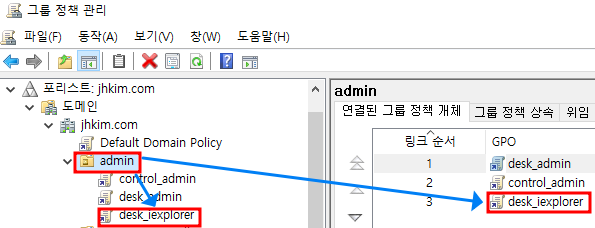 그룹 정책 관리
파일(F) 동작(A) 보기(V) 창(W) 도움말(H)
포리스트: jhkim.com
도메인
jhkim.com
Default Domain Policy
admin
control_admin
desk_admin
desk_iexplorer
admin
연결된 그룹 정책 개체 그룹 정책 상속 위임
링크 순서 GPO
1 desk_admin
2 control_admin
3 desk_iexplorer